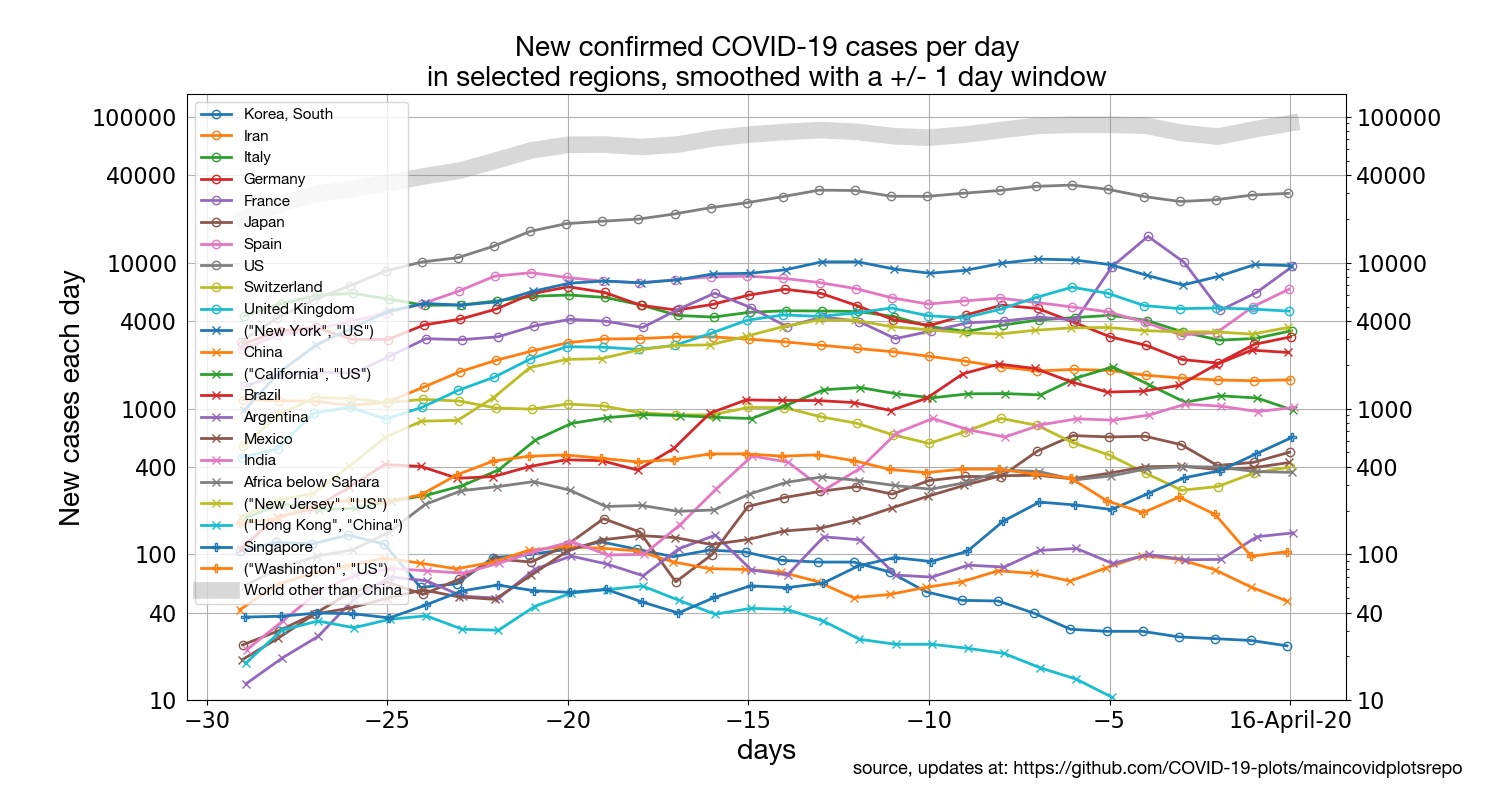 New confirmed COVID-19 cases per day
in selected regions, smoothed with a +/- 1 day window
New cases each day
100000
40000
10000
4000
1000
400
100
40
10
Korea, South
Iran
Italy
Germany
France
Japan
Spain
US
Switzerland
United Kingdom
("New York", "US")
China
("California", "US")
Brazil
Argentina
Mexico
India
Africa below Sahara
("New Jersey", "US")
("Hong Kong", "China")
Singapore
("Washington", "US")
World other than China
100000
40000
10000
4000
1000
400
100
40
10
−30 −25 −20 −15 −10 −5 16-April-20
days
source, updates at: https://github.com/COVID-19-plots/maincovidplotsrepo